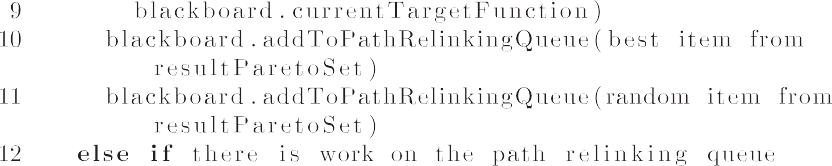 9 blackboard.currentTargetFunction)
10 blackboard.addToPathRelinkingQueue(best item from
resultParetoSet)
11 blackboard.addToPathRelinkingQueue(random item from
resultParetoSet)
12 else if there is work on the path relinking queue